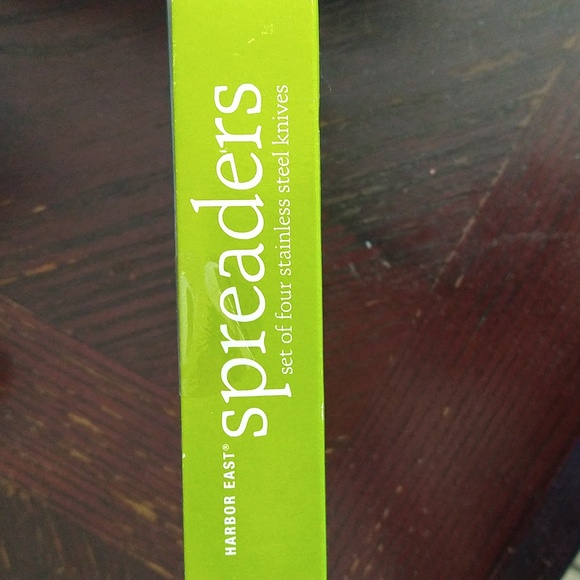 HARBOR EAST®
spreaders
set of four stainless steel knives